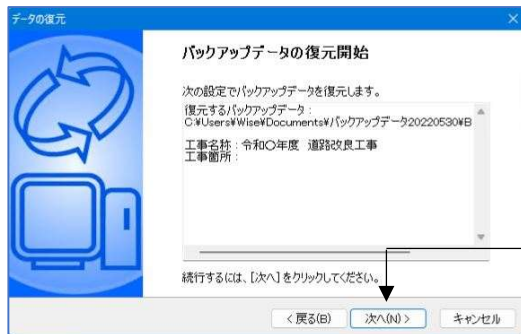 データの復元
バックアップデータの復元開始
次の設定でバックアップデータを復元します。
復元するバックアップデータ :
C:¥Users¥Wise¥Documents¥バックアップデータ20220530¥B
工事名称 : 令和〇年度 道路改良工事
工事箇所 :
続行するには、[次へ]をクリックしてください。
< 戻る(B)
次へ(N) >
キャンセル